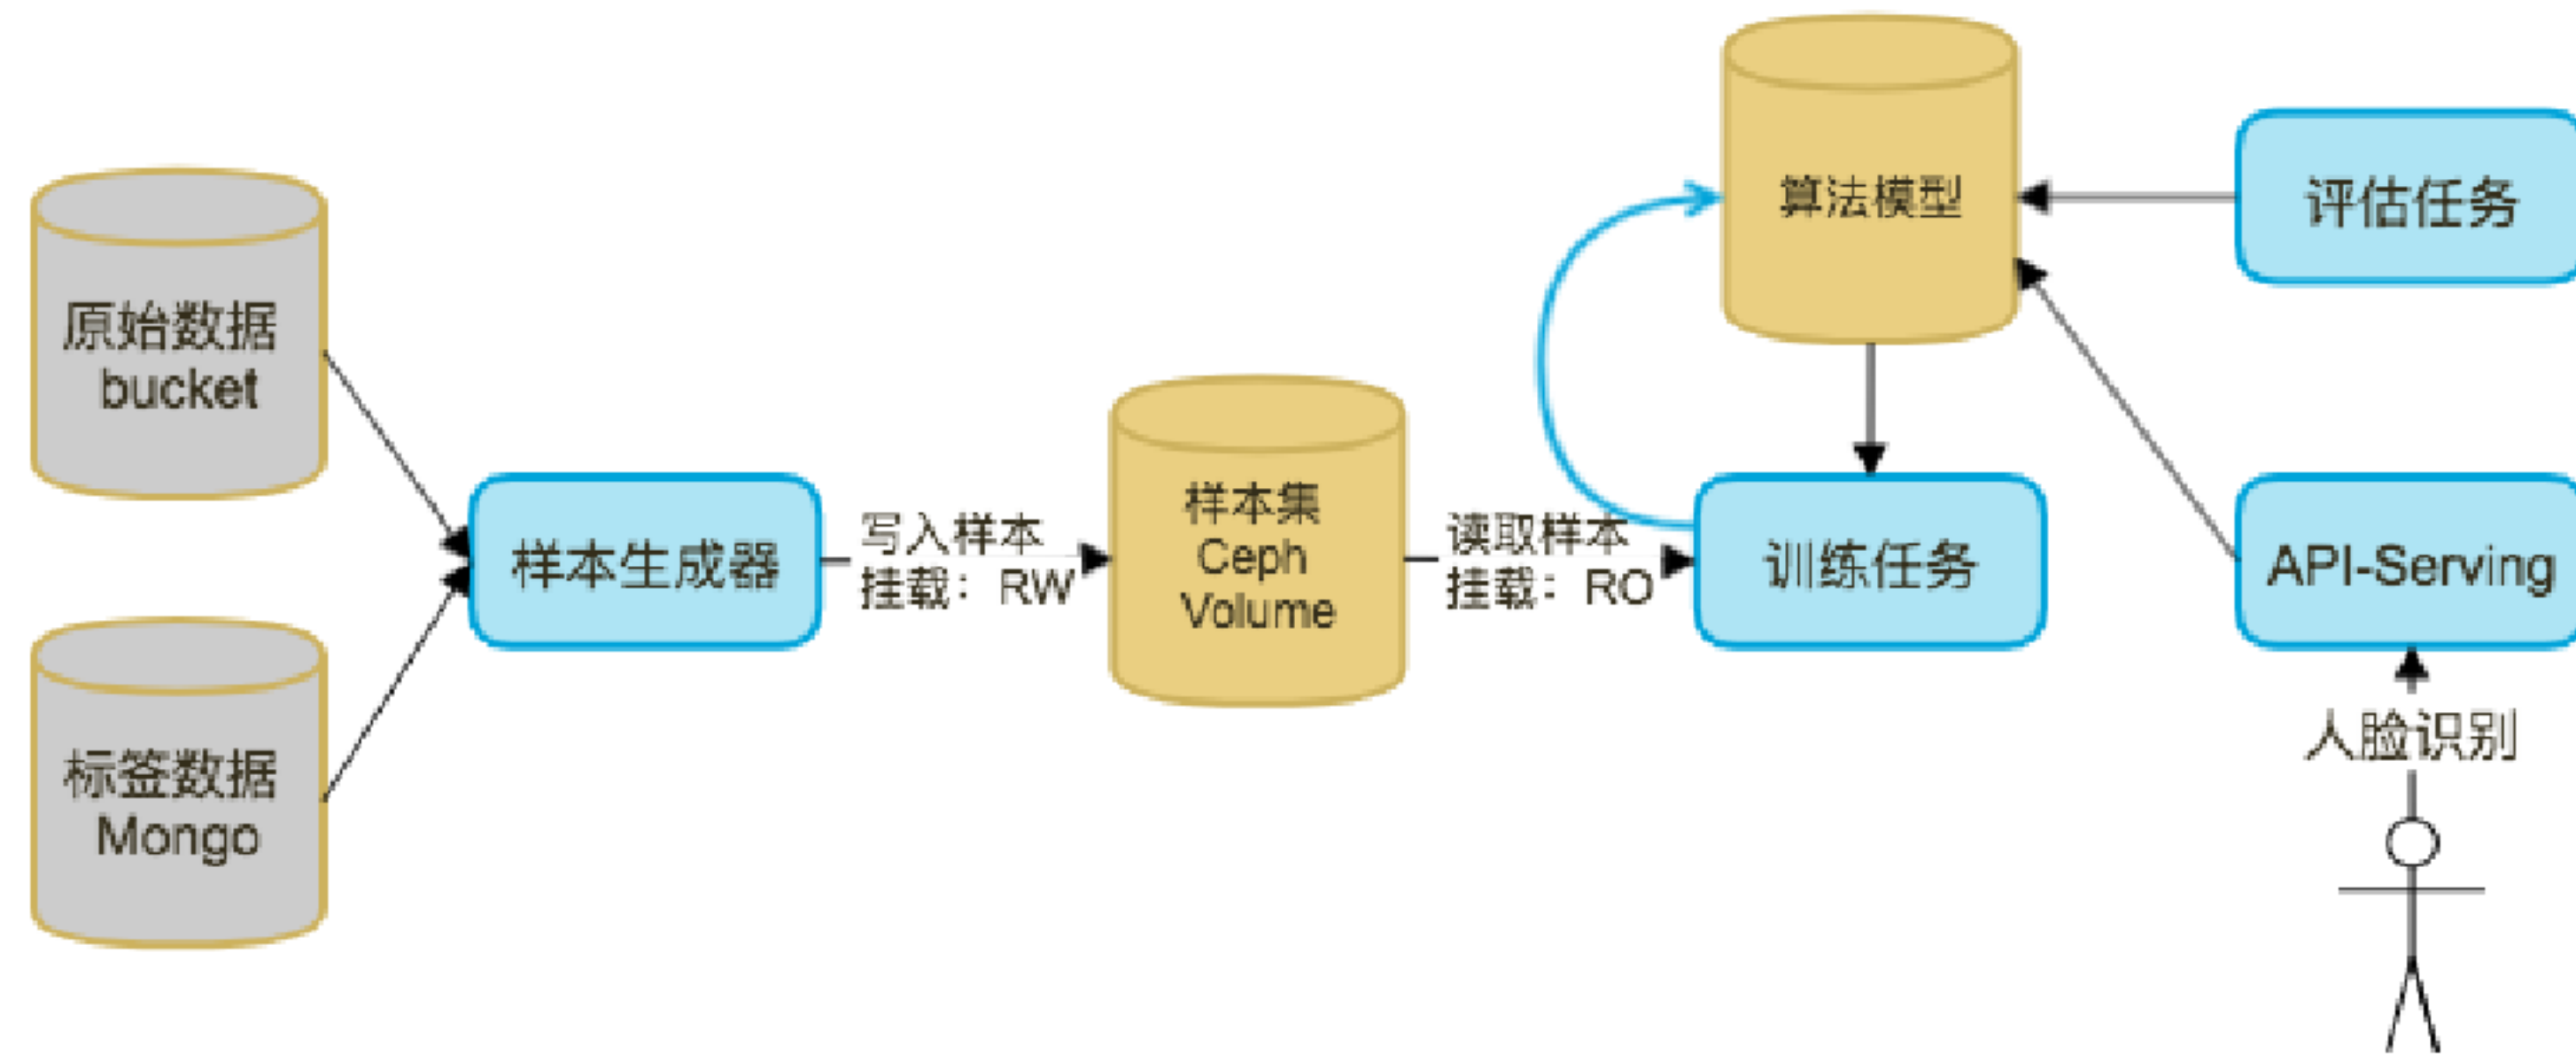 原始数据
bucket
标签数据
Mongo
样本生成器
写入样本
挂载：RW
样本集
Ceph
Volume
读取样本
挂载：RO
算法模型
训练任务
评估任务
API-Serving
人脸识别